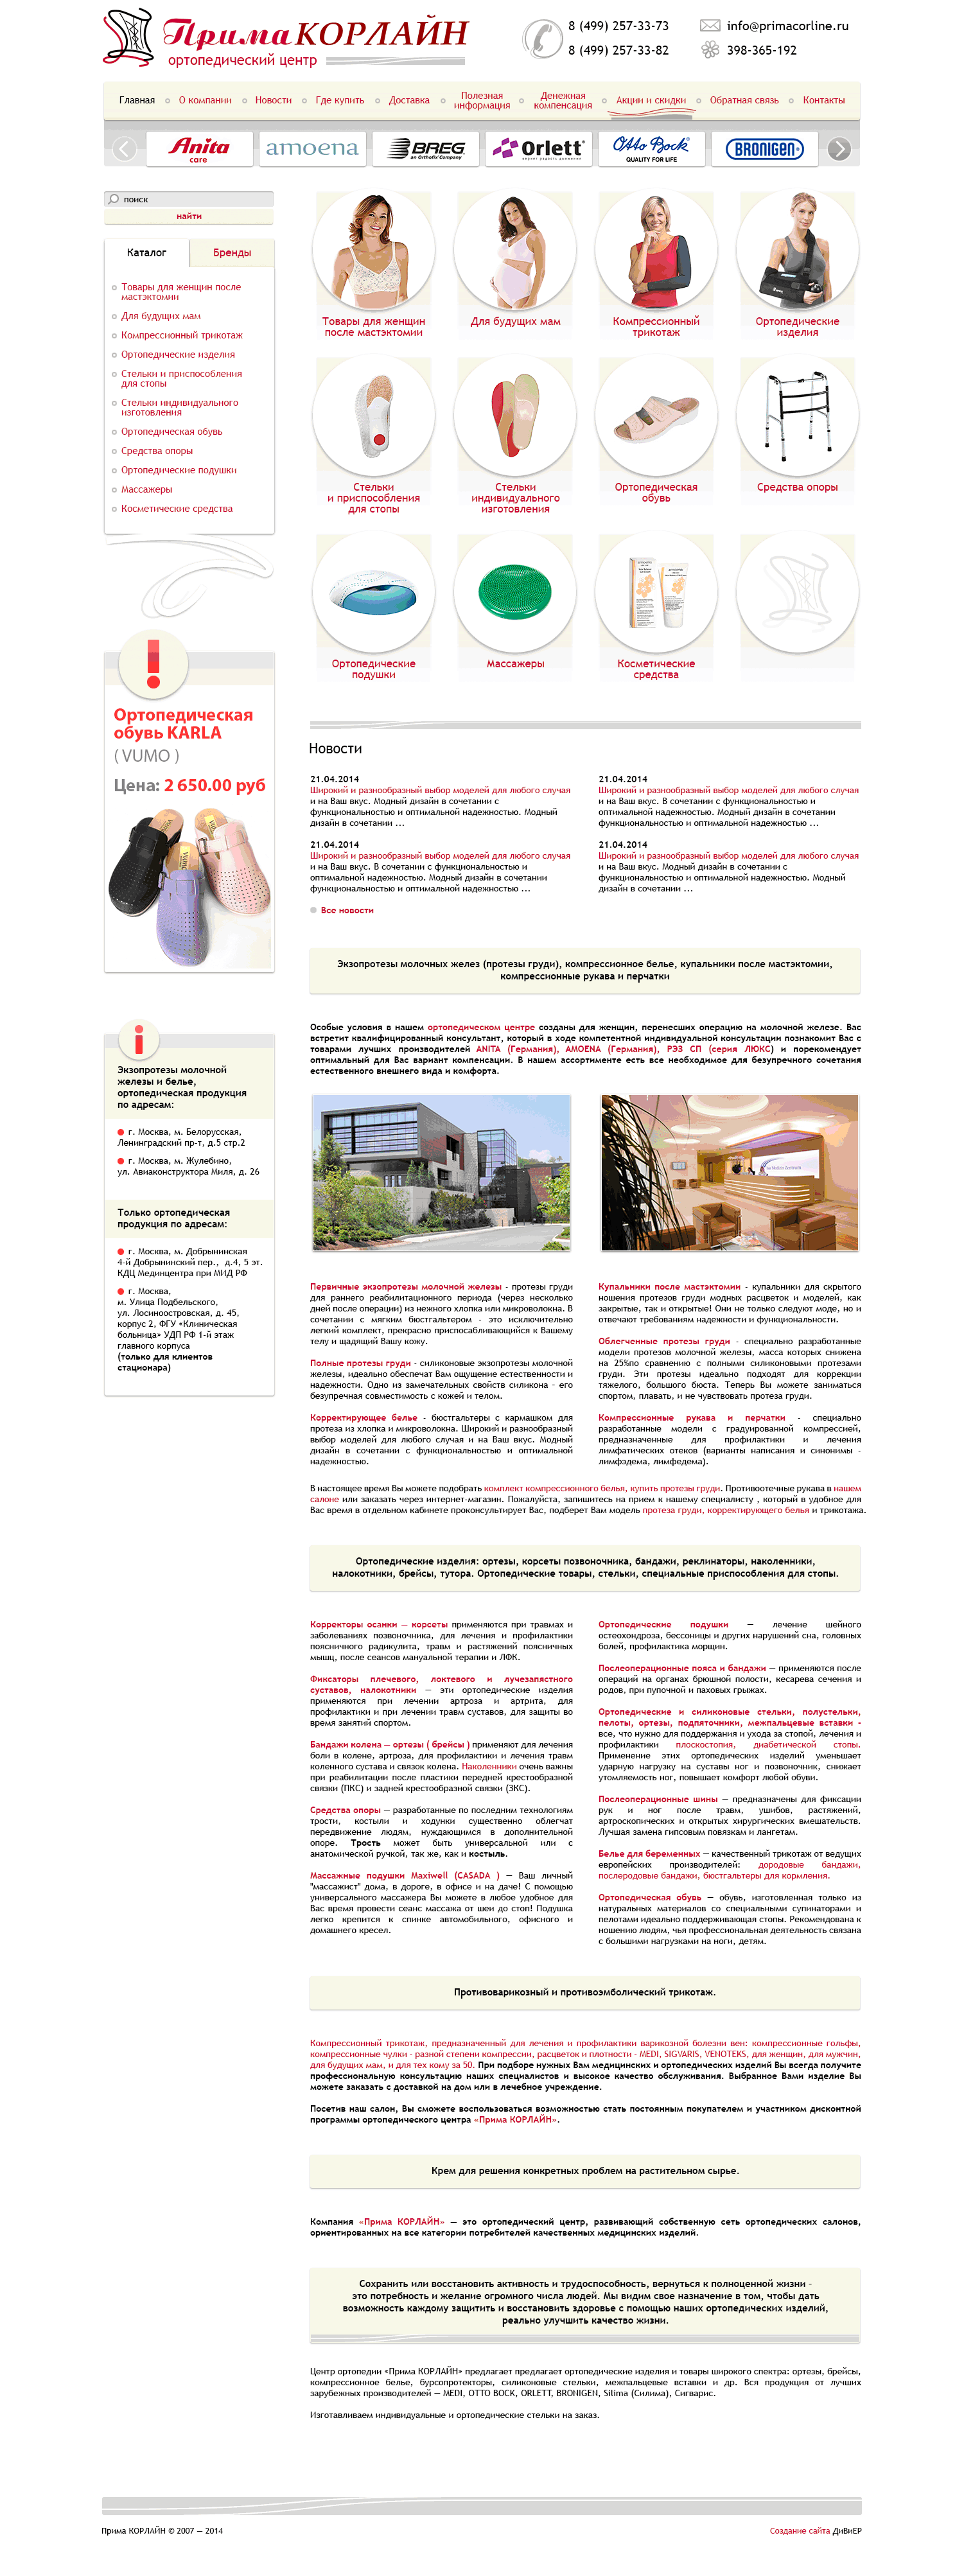 Прима КОРЛАЙН
ортопедический центр
8 (499) 257-33-73
8 (499) 257-33-82
info@primacorline.ru
398-365-192
Главная
О компании
Новости
Где купить
Доставка
Полезная
информация
Денежная
компенсация
Акции и скидки
Обратная связь
Контакты
Anita
care
amoena
BREG
an Orthofix Company
Orlett
Otto Bock
QUALITY FOR LIFE
BRONIGEN
поиск
найти
Каталог
Бренды
Товары для женщин после
мастэктомии
Для будущих мам
Компрессионный трикотаж
Ортопедические изделия
Стельки и приспособления
для стопы
Стельки индивидуального
изготовления
Ортопедическая обувь
Средства опоры
Ортопедические подушки
Массажеры
Косметические средства
Товары для женщин
после мастэктомии
Для будущих мам
Компрессионный
трикотаж
Ортопедические
изделия
Стельки
и приспособления
для стопы
Стельки
индивидуального
изготовления
Ортопедическая
обувь
Средства опоры
Ортопедические
подушки
Массажеры
Косметические
средства
Ортопедическая
обувь KARLA
( VUMO )
Цена: 2 650.00 руб
Экзопротезы молочной
железы и белье,
ортопедическая продукция
по адресам:
г. Москва, м. Белорусская,
Ленинградский пр-т, д.5 стр.2
г. Москва, м. Жулебино,
ул. Авиаконструктора Миля, д. 26
Только ортопедическая
продукция по адресам:
г. Москва, м. Добрынинская
4-й Добрынинский пер., д.4, 5 эт.
КДЦ Медицентра при МИД РФ
г. Москва,
м. Улица Подбельского,
ул. Лосиноостровская, д. 45,
корпус 2, ФГУ «Клиническая
больница» УДП РФ 1-й этаж
главного корпуса
(только для клиентов
стационара)
Новости
21.04.2014
Широкий и разнообразный выбор моделей для любого случая
и на Ваш вкус. Модный дизайн в сочетании с
функциональностью и оптимальной надежностью. Модный
дизайн в сочетании ...
21.04.2014
Широкий и разнообразный выбор моделей для любого случая
и на Ваш вкус. В сочетании с функциональностью и
оптимальной надежностью. Модный дизайн в сочетании
функциональностью и оптимальной надежностью ...
21.04.2014
Широкий и разнообразный выбор моделей для любого случая
и на Ваш вкус. В сочетании с функциональностью и
оптимальной надежностью. Модный дизайн в сочетании
функциональностью и оптимальной надежностью ...
21.04.2014
Широкий и разнообразный выбор моделей для любого случая
и на Ваш вкус. Модный дизайн в сочетании с
функциональностью и оптимальной надежностью. Модный
дизайн в сочетании ...
Все новости
Экзопротезы молочных желез (протезы груди), компрессионное белье, купальники после мастэктомии,
компрессионные рукава и перчатки
Особые условия в нашем ортопедическом центре созданы для женщин, перенесших операцию на молочной железе. Вас
встретит квалифицированный консультант, который в ходе компетентной индивидуальной консультации познакомит Вас с
товарами лучших производителей ANITA (Германия), AMOENA (Германия), РЭЗ СП (серия ЛЮКС) и порекомендует
оптимальный для Вас вариант компенсации. В нашем ассортименте есть все необходимое для безупречного сочетания
естественного внешнего вида и комфорта.
Первичные экзопротезы молочной железы - протезы груди
для раннего реабилитационного периода (через несколько
дней после операции) из нежного хлопка или микроволокна. В
сочетании с мягким бюстгальтером - это исключительно
легкий комплект, прекрасно приспосабливающийся к Вашему
телу и щадящий Вашу кожу.
Полные протезы груди - силиконовые экзопротезы молочной
железы, идеально обеспечат Вам ощущение естественности и
надежности. Одно из замечательных свойств силикона - его
безупречная совместимость с кожей и телом.
Корректирующее белье - бюстгальтеры с кармашком для
протеза из хлопка и микроволокна. Широкий и разнообразный
выбор моделей для любого случая и на Ваш вкус. Модный
дизайн в сочетании с функциональностью и оптимальной
надежностью.
Купальники после мастэктомии - купальники для скрытого
ношения протезов груди модных расцветок и моделей, как
закрытые, так и открытые! Они не только следуют моде, но и
отвечают требованиям надежности и функциональности.
Облегченные протезы груди - специально разработанные
модели протезов молочной железы, масса которых снижена
на 25%по сравнению с полными силиконовыми протезами
груди. Эти протезы идеально подходят для коррекции
тяжелого, большого бюста. Теперь Вы можете заниматься
спортом, плавать, и не чувствовать протеза груди.
Компрессионные рукава и перчатки - специально
разработанные модели с градуированной компрессией,
предназначенные для профилактики и лечения
лимфатических отеков (варианты написания и синонимы -
лимфэдема, лимфедема).
В настоящее время Вы можете подобрать комплект компрессионного белья, купить протезы груди. Противоотечные рукава в нашем
салоне или заказать через интернет-магазин. Пожалуйста, запишитесь на прием к нашему специалисту , который в удобное для
Вас время в отдельном кабинете проконсультирует Вас, подберет Вам модель протеза груди, корректирующего белья и трикотажа.
Ортопедические изделия: ортезы, корсеты позвоночника, бандажи, реклинаторы, наколенники,
налокотники, брейсы, тутора. Ортопедические товары, стельки, специальные приспособления для стопы.
Корректоры осанки — корсеты применяются при травмах и
заболеваниях позвоночника, для лечения и профилактики
поясничного радикулита, травм и растяжений поясничных
мышц, после сеансов мануальной терапии и ЛФК.
Фиксаторы плечевого, локтевого и лучезапястного
суставов, налокотники — эти ортопедические изделия
применяются при лечении артроза и артрита, для
профилактики и при лечении травм суставов, для защиты во
время занятий спортом.
Бандажи колена — ортезы ( брейсы ) применяют для лечения
боли в колене, артроза, для профилактики и лечения травм
коленного сустава и связок колена. Наколенники очень важны
при реабилитации после пластики передней крестообразной
связки (ПКС) и задней крестообразной связки (ЗКС).
Средства опоры — разработанные по последним технологиям
трости, костыли и ходунки существенно облегчат
передвижение людям, нуждающимся в дополнительной
опоре. Трость может быть универсальной или с
анатомической ручкой, так же, как и костыль.
Массажные подушки Maxiwell (CASADA ) — Ваш личный
"массажист" дома, в дороге, в офисе и на даче! С помощью
универсального массажера Вы можете в любое удобное для
Вас время провести сеанс массажа от шеи до стоп! Подушка
легко крепится к спинке автомобильного, офисного и
домашнего кресел.
Ортопедические подушки — лечение шейного
остеохондроза, бессонницы и других нарушений сна, головных
болей, профилактика морщин.
Послеоперационные пояса и бандажи — применяются после
операций на органах брюшной полости, кесарева сечения и
родов, при пупочной и паховых грыжах.
Ортопедические и силиконовые стельки, полустельки,
пелоты, ортезы, подпяточники, межпальцевые вставки -
все, что нужно для поддержания и ухода за стопой, лечения и
профилактики плоскостопия, диабетической стопы.
Применение этих ортопедических изделий уменьшает
ударную нагрузку на суставы ног и позвоночник, снижает
утомляемость ног, повышает комфорт любой обуви.
Послеоперационные шины — предназначены для фиксации
рук и ног после травм, ушибов, растяжений,
артроскопических и открытых хирургических вмешательств.
Лучшая замена гипсовым повязкам и лангетам.
Белье для беременных — качественный трикотаж от ведущих
европейских производителей: дородовые бандажи,
послеродовые бандажи, бюстгальтеры для кормления.
Ортопедическая обувь — обувь, изготовленная только из
натуральных материалов со специальными супинаторами и
пелотами идеально поддерживающая стопы. Рекомендована к
ношению людям, чья профессиональная деятельность связана
с большими нагрузками на ноги, детям.
Противоварикозный и противоэмболический трикотаж.
Компрессионный трикотаж, предназначенный для лечения и профилактики варикозной болезни вен: компрессионные гольфы,
компрессионные чулки - разной степени компрессии, расцветок и плотности - MEDI, SIGVARIS, VENOTEKS, для женщин, для мужчин,
для будущих мам, и для тех кому за 50. При подборе нужных Вам медицинских и ортопедических изделий Вы всегда получите
профессиональную консультацию наших специалистов и высокое качество обслуживания. Выбранное Вами изделие Вы
можете заказать с доставкой на дом или в лечебное учреждение.
Посетив наш салон, Вы сможете воспользоваться возможностью стать постоянным покупателем и участником дисконтной
программы ортопедического центра «Прима КОРЛАЙН».
Крем для решения конкретных проблем на растительном сырье.
Компания «Прима КОРЛАЙН» — это ортопедический центр, развивающий собственную сеть ортопедических салонов,
ориентированных на все категории потребителей качественных медицинских изделий.
Сохранить или восстановить активность и трудоспособность, вернуться к полноценной жизни -
это потребность и желание огромного числа людей. Мы видим свое назначение в том, чтобы дать
возможность каждому защитить и восстановить здоровье с помощью наших ортопедических изделий,
реально улучшить качество жизни.
Центр ортопедии «Прима КОРЛАЙН» предлагает предлагает ортопедические изделия и товары широкого спектра: ортезы, брейсы,
компрессионное белье, бурсопротекторы, силиконовые стельки, межпальцевые вставки и др. Вся продукция от лучших
зарубежных производителей — MEDI, OTTO BOCK, ORLETT, BRONIGEN, Silima (Силима), Сигварис.
Изготавливаем индивидуальные и ортопедические стельки на заказ.
Прима КОРЛАЙН © 2007 — 2014
Создание сайта ДиВиЕР